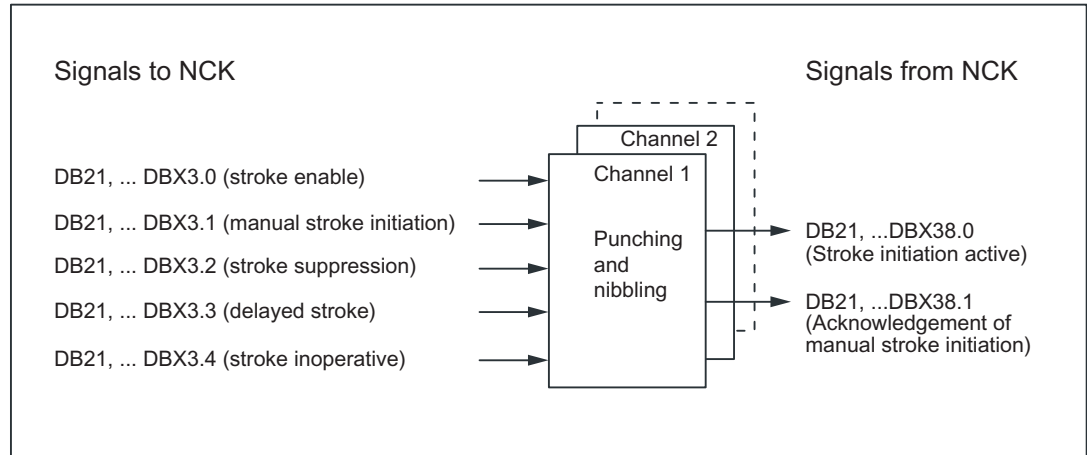 Signals to NCK
Signals from NCK
Channel 2
Channel 1
Punching
and
nibbling
DB21, ... DBX3.0 (stroke enable)
DB21, ... DBX3.1 (manual stroke initiation)
DB21, ... DBX3.2 (stroke suppression)
DB21, ... DBX3.3 (delayed stroke)
DB21, ... DBX3.4 (stroke inoperative)
DB21, ...DBX38.0
(Stroke initiation active)
DB21, ...DBX38.1
(Acknowledgement of
manual stroke initiation)